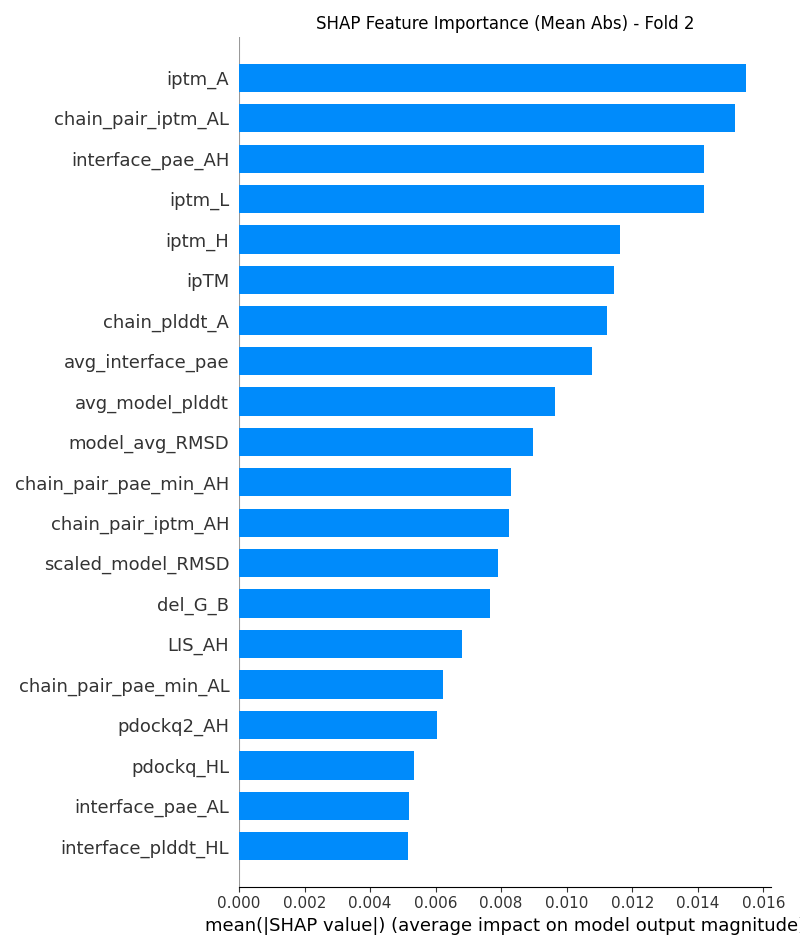 SHAP Feature Importance (Mean Abs) - Fold 2
iptm_A
chain_pair_iptm_AL
interface_pae_AH
iptm_L
iptm_H
ipTM
chain_plddt_A
avg_interface_pae
avg_model_plddt
model_avg_RMSD
chain_pair_pae_min_AH
chain_pair_iptm_AH
scaled_model_RMSD
del_G_B
LIS_AH
chain_pair_pae_min_AL
pdockq2_AH
pdockq_HL
interface_pae_AL
interface_plddt_HL
0.000 0.002 0.004 0.006 0.008 0.010 0.012 0.014 0.016
mean(|SHAP value|) (average impact on model output magnitude